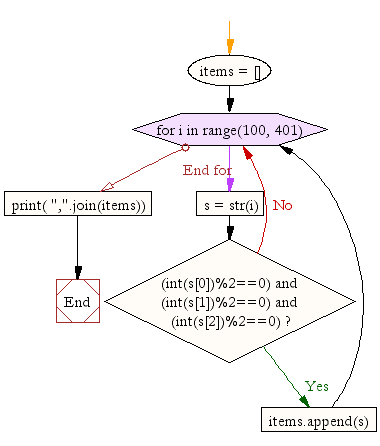 items = []
for i in range(100, 401)
End for
print( ",".join(items))
s = str(i)
No
(int(s[0])%2==0) and
(int(s[1])%2==0) and
(int(s[2])%2==0) ?
End
Yes
items.append(s)